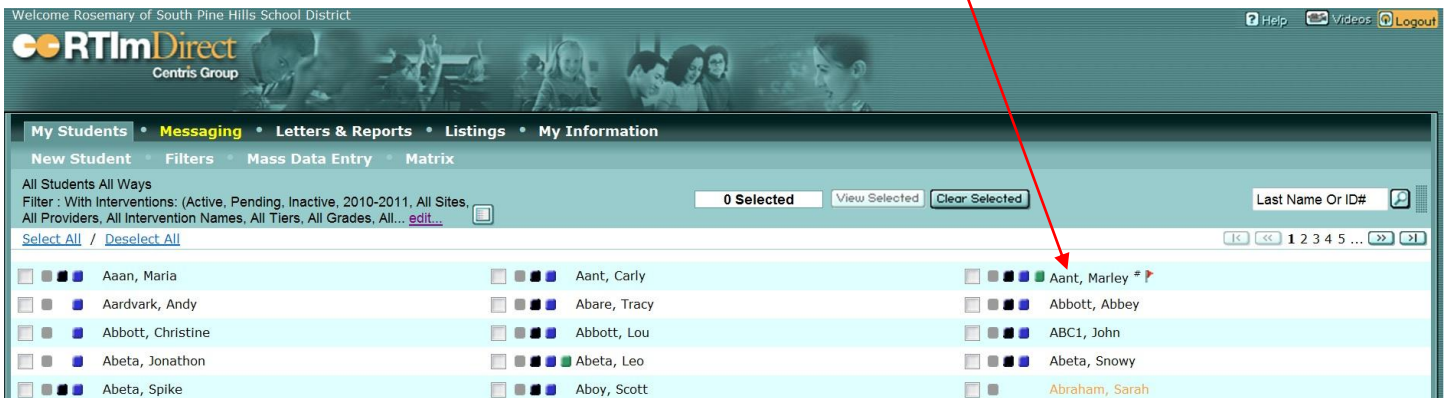 Welcome Rosemary of South Pine Hills School District
? Help Videos Logout
RTImDirect
Centris Group
My Students • Messaging • Letters & Reports • Listings • My Information
New Student • Filters • Mass Data Entry • Matrix
All Students All Ways
Filter : With Interventions: (Active, Pending, Inactive, 2010-2011, All Sites,
All Providers, All Intervention Names, All Tiers, All Grades, All... edit...
0 Selected View Selected Clear Selected
Last Name Or ID#
Select All / Deselect All
1 2 3 4 5 ...
Aaan, Maria Aant, Carly Aant, Marley #
Aardvark, Andy Abare, Tracy Abbott, Abbey
Abbott, Christine Abbott, Lou ABC1, John
Abeta, Jonathon Abeta, Leo Abeta, Snowy
Abeta, Spike Aboy, Scott Abraham, Sarah